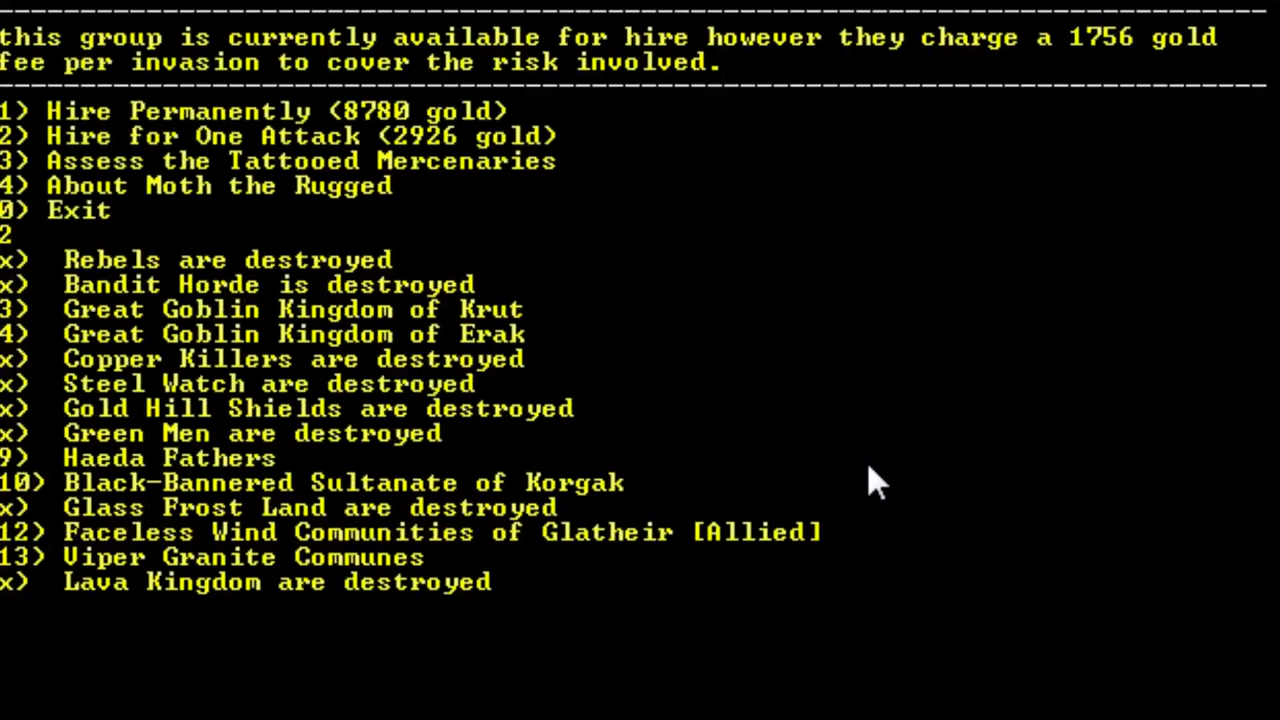 this group is currently available for hire however they charge a 1756 gold
fee per invasion to cover the risk involved.
1) Hire Permanently (8780 gold)
2) Hire for One Attack (2926 gold)
3) Assess the Tattooed Mercenaries
4) About Moth the Rugged
0) Exit
2
x) Rebels are destroyed
x) Bandit Horde is destroyed
3) Great Goblin Kingdom of Krut
4) Great Goblin Kingdom of Erak
x) Copper Killers are destroyed
x) Steel Watch are destroyed
x) Gold Hill Shields are destroyed
x) Green Men are destroyed
9) Haeda Fathers
10) Black-Bannered Sultanate of Korgak
x) Glass Frost Land are destroyed
12) Faceless Wind Communities of Glatheir [Allied]
13) Viper Granite Communes
x) Lava Kingdom are destroyed